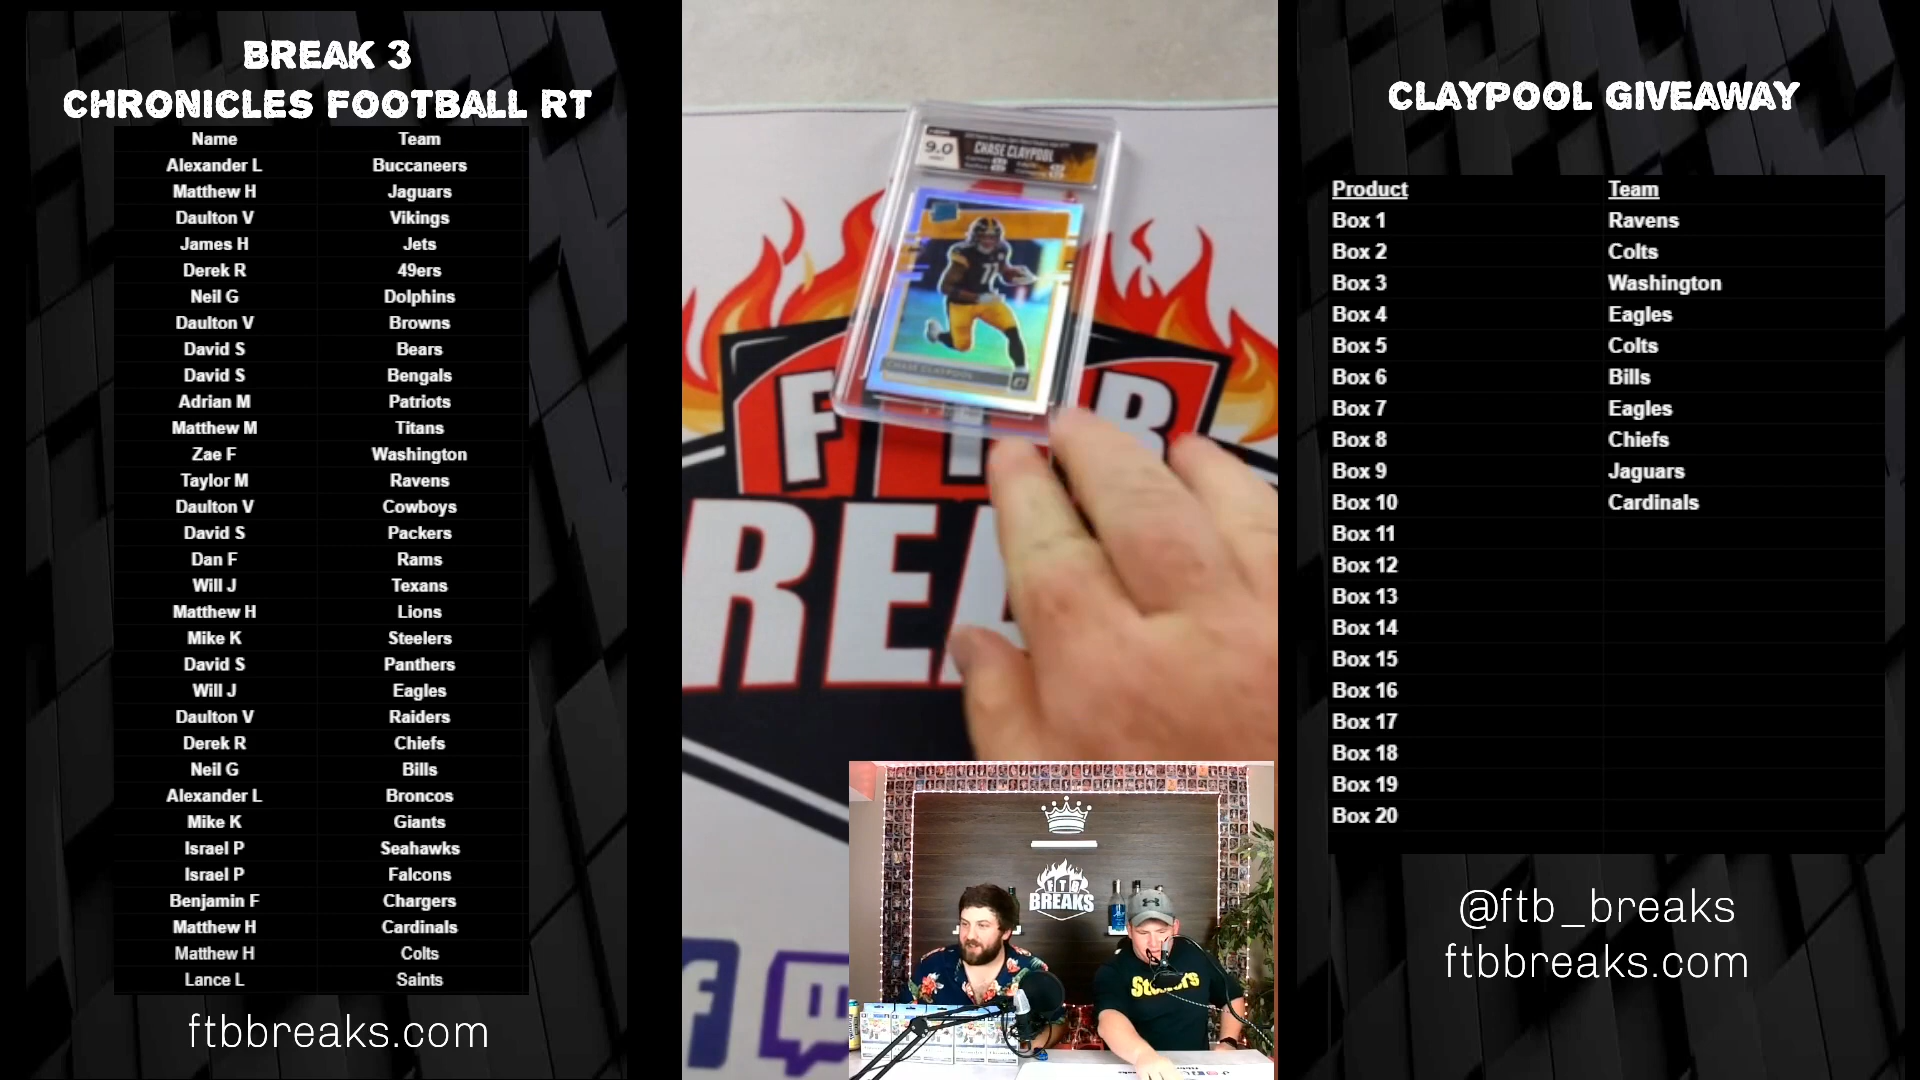 BREAK 3
CHRONICLES FOOTBALL RT
Name Team
Alexander L Buccaneers
Matthew H Jaguars
Daulton V Vikings
James H Jets
Derek R 49ers
Neil G Dolphins
Daulton V Browns
David S Bears
David S Bengals
Adrian M Patriots
Matthew M Titans
Zae F Washington
Taylor M Ravens
Daulton V Cowboys
David S Packers
Dan F Rams
Will J Texans
Matthew H Lions
Mike K Steelers
David S Panthers
Will J Eagles
Daulton V Raiders
Derek R Chiefs
Neil G Bills
Alexander L Broncos
Mike K Giants
Israel P Seahawks
Israel P Falcons
Benjamin F Chargers
Matthew H Cardinals
Matthew H Colts
Lance L Saints
ftbbreaks.com
9.0
CHASE CLAYPOOL
CHASE CLAYPOOL
FTB
REA
FTB
BREAKS
Steelers
CLAYPOOL GIVEAWAY
Product Team
Box 1 Ravens
Box 2 Colts
Box 3 Washington
Box 4 Eagles
Box 5 Colts
Box 6 Bills
Box 7 Eagles
Box 8 Chiefs
Box 9 Jaguars
Box 10 Cardinals
Box 11
Box 12
Box 13
Box 14
Box 15
Box 16
Box 17
Box 18
Box 19
Box 20
@ftb_breaks
ftbbreaks.com